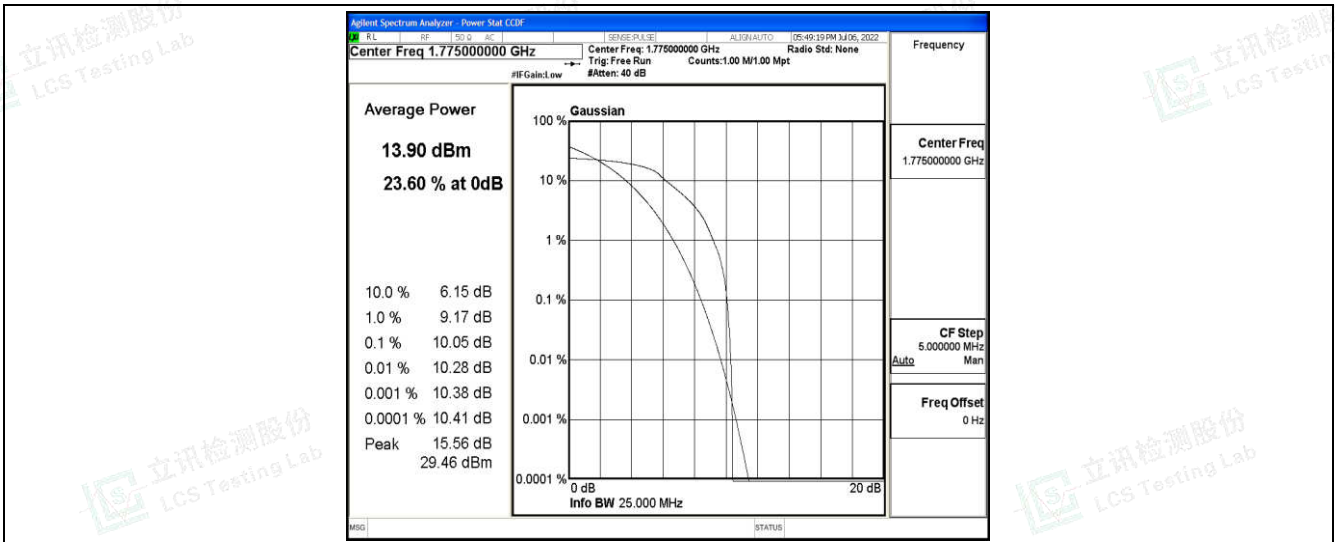 Agilent Spectrum Analyzer - Power Stat CCDF
RL RF 50 Ω AC SENSE:PULSE ALIGNAUTO 05:49:19 PM Jul 06, 2022
Center Freq 1.775000000 GHz
Center Freq: 1.775000000 GHz Radio Std: None
Trig: Free Run Counts:1.00 M/1.00 Mpt
#IFGain:Low #Atten: 40 dB
Frequency
Average Power
13.90 dBm
23.60 % at 0dB
10.0 % 6.15 dB
1.0 % 9.17 dB
0.1 % 10.05 dB
0.01 % 10.28 dB
0.001 % 10.38 dB
0.0001 % 10.41 dB
Peak 15.56 dB
29.46 dBm
Gaussian
100 %
10 %
1 %
0.1 %
0.01 %
0.001 %
0.0001 %
0 dB 20 dB
Info BW 25.000 MHz
Center Freq
1.775000000 GHz
CF Step
5.000000 MHz
Auto Man
Freq Offset
0 Hz
MSG STATUS
立讯检测股份
LCS Testing Lab
立讯检测股份
LCS Testing Lab
立讯检测股份
LCS Testing Lab
立讯检测股份
LCS Testing Lab